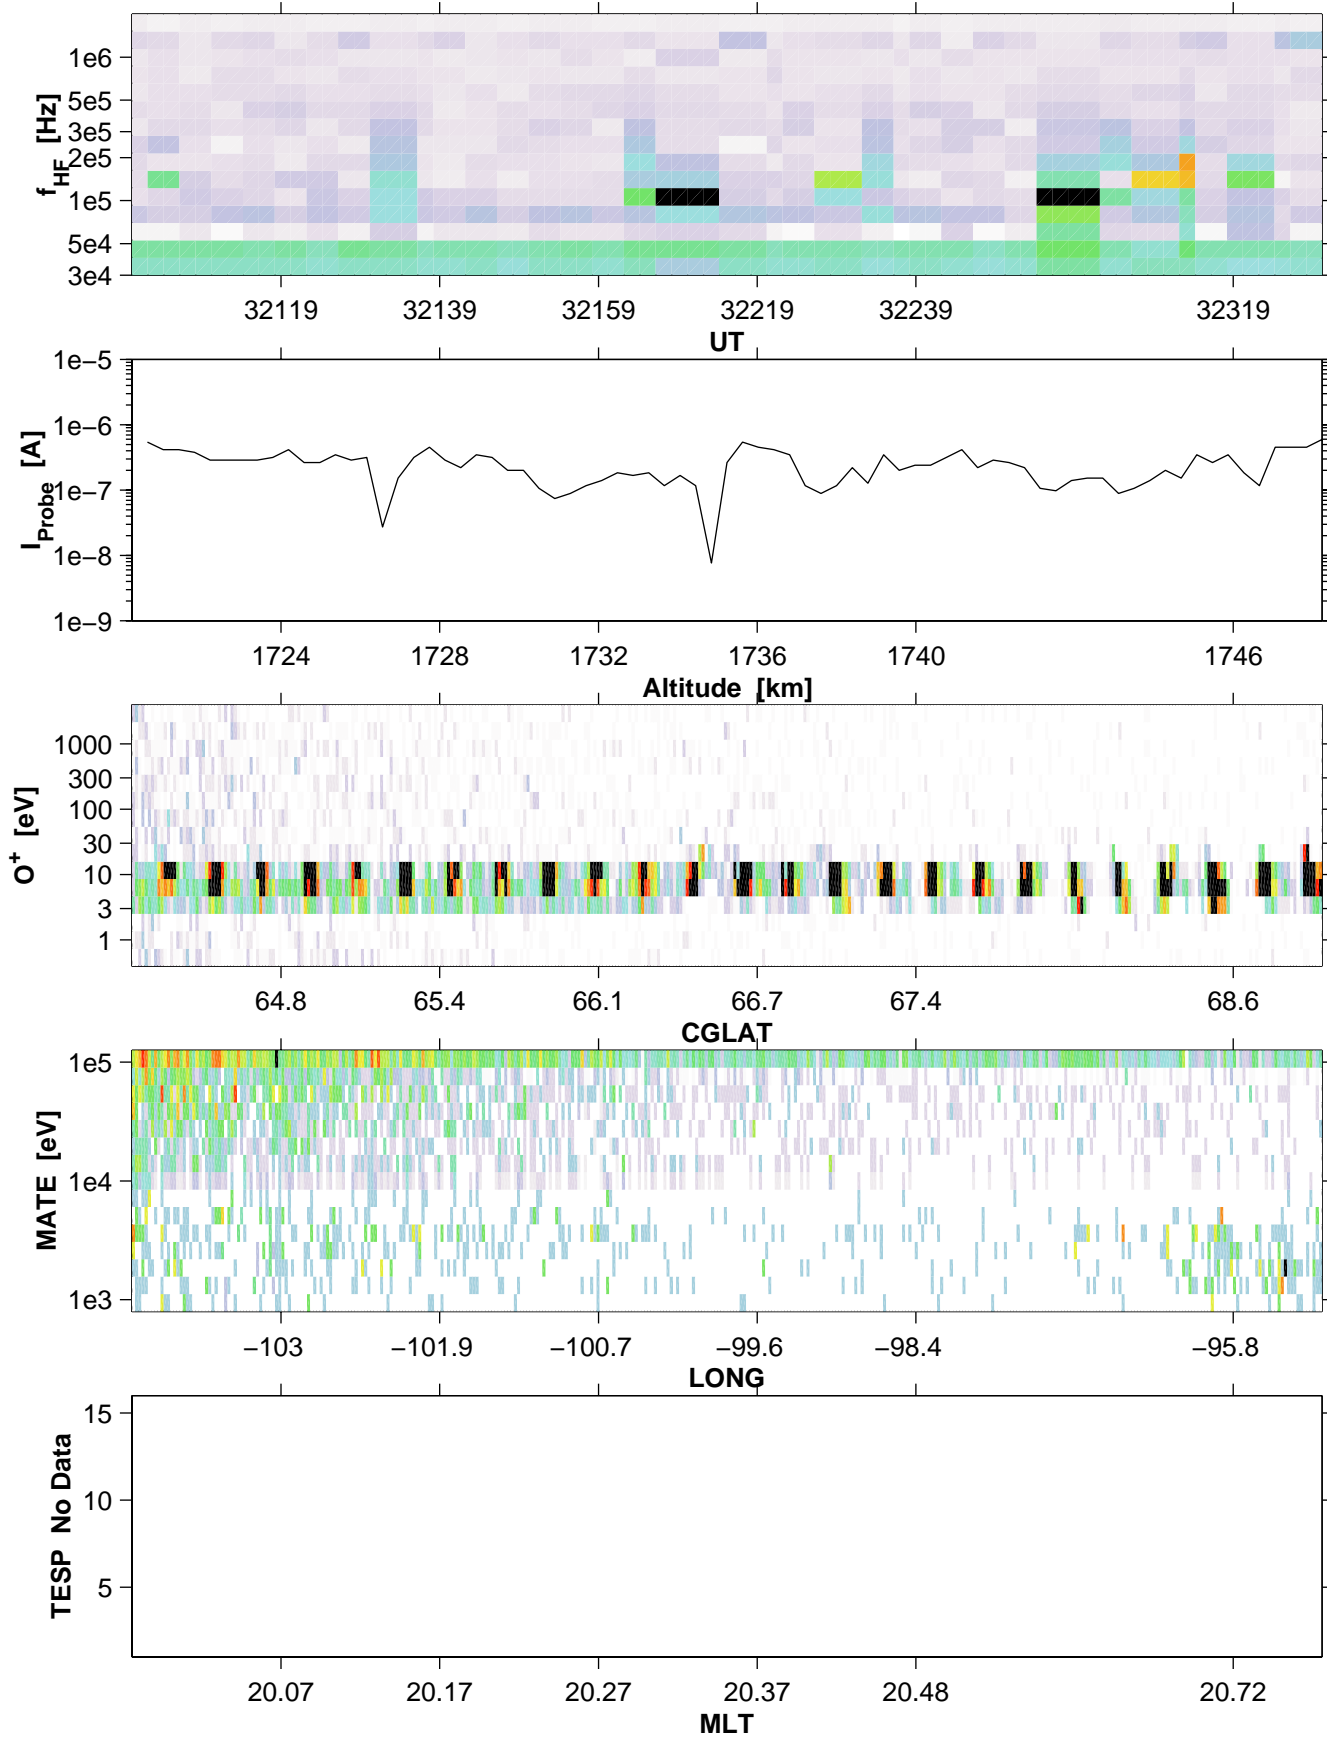 f_HF [Hz]
1e6
5e5
3e5
2e5
1e5
5e4
3e4
32119 32139 32159 32219 32239 32319
UT
I_Probe [A]
1e−5
1e−6
1e−7
1e−8
1e−9
1724 1728 1732 1736 1740 1746
Altitude [km]
O⁺ [eV]
1000
300
100
30
10
3
1
64.8 65.4 66.1 66.7 67.4 68.6
CGLAT
MATE [eV]
1e5
1e4
1e3
−103 −101.9 −100.7 −99.6 −98.4 −95.8
LONG
TESP No Data
15
10
5
20.07 20.17 20.27 20.37 20.48 20.72
MLT